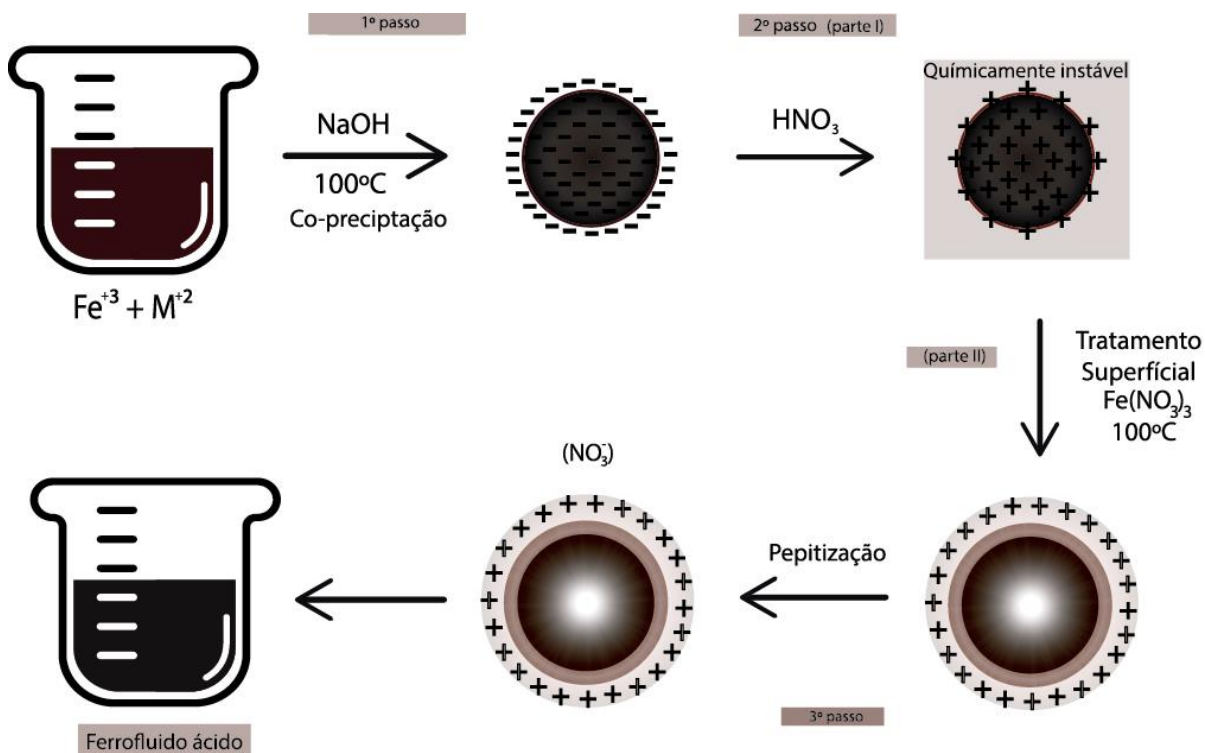 1º passo
NaOH
100ºC
Co-preciptação
Fe⁺³ + M⁺²
2º passo (parte I)
HNO₃
Químicamente instável
(parte II)
Tratamento
Superfícial
Fe(NO₃)₃
100ºC
Pepitização
3º passo
(NO₃⁻)
Ferrofluido ácido